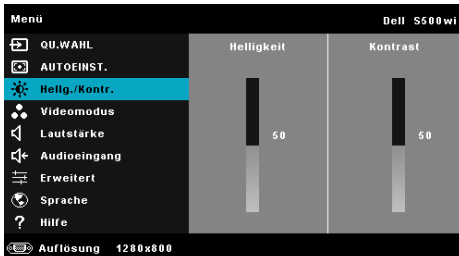 Menü
Dell S500wi
QU.WAHL
AUTOEINST.
Hellg./Kontr.
Videomodus
Lautstärke
Audioeingang
Erweitert
Sprache
Hilfe
Helligkeit
50
Kontrast
50
Auflösung 1280x800